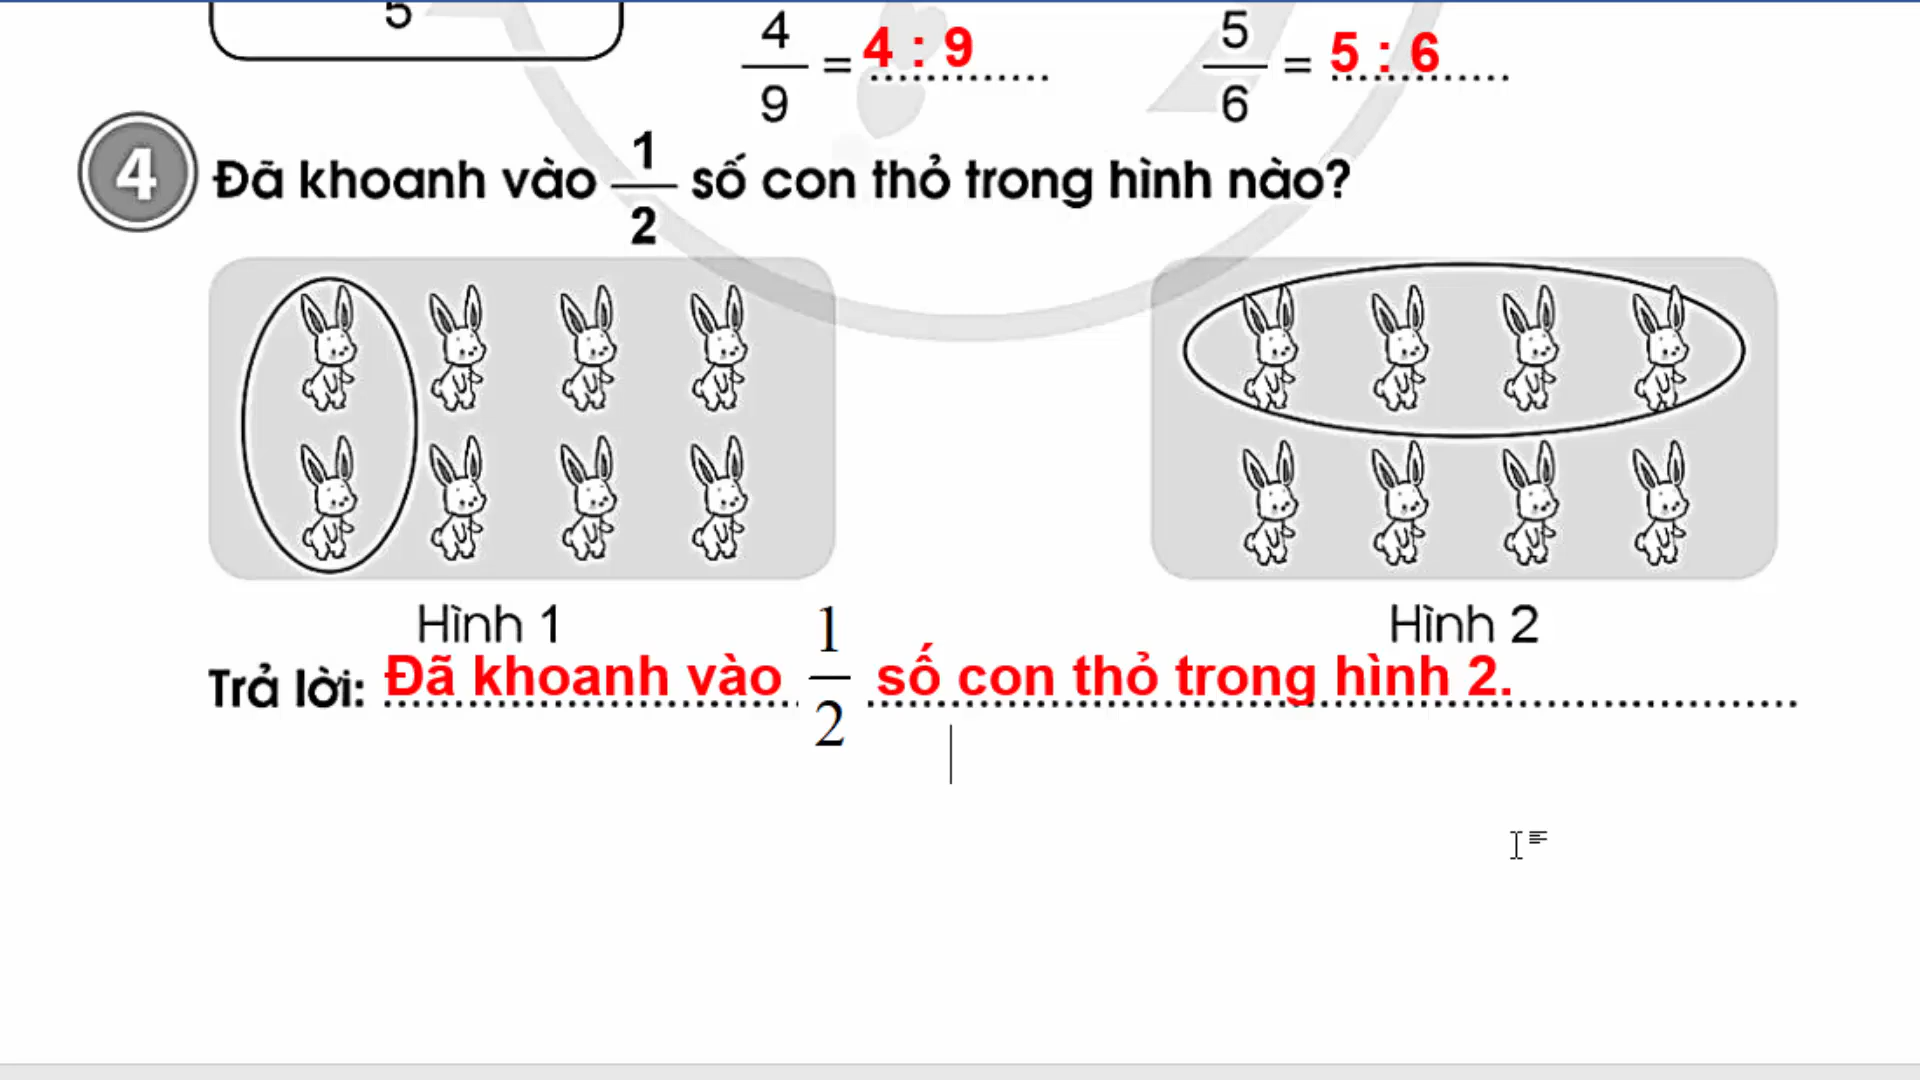 5
4/9 = 4 : 9
5/6 = 5 : 6
4 Đã khoanh vào 1/2 số con thỏ trong hình nào?
Hình 1
Hình 2
Trả lời: Đã khoanh vào 1/2 số con thỏ trong hình 2.